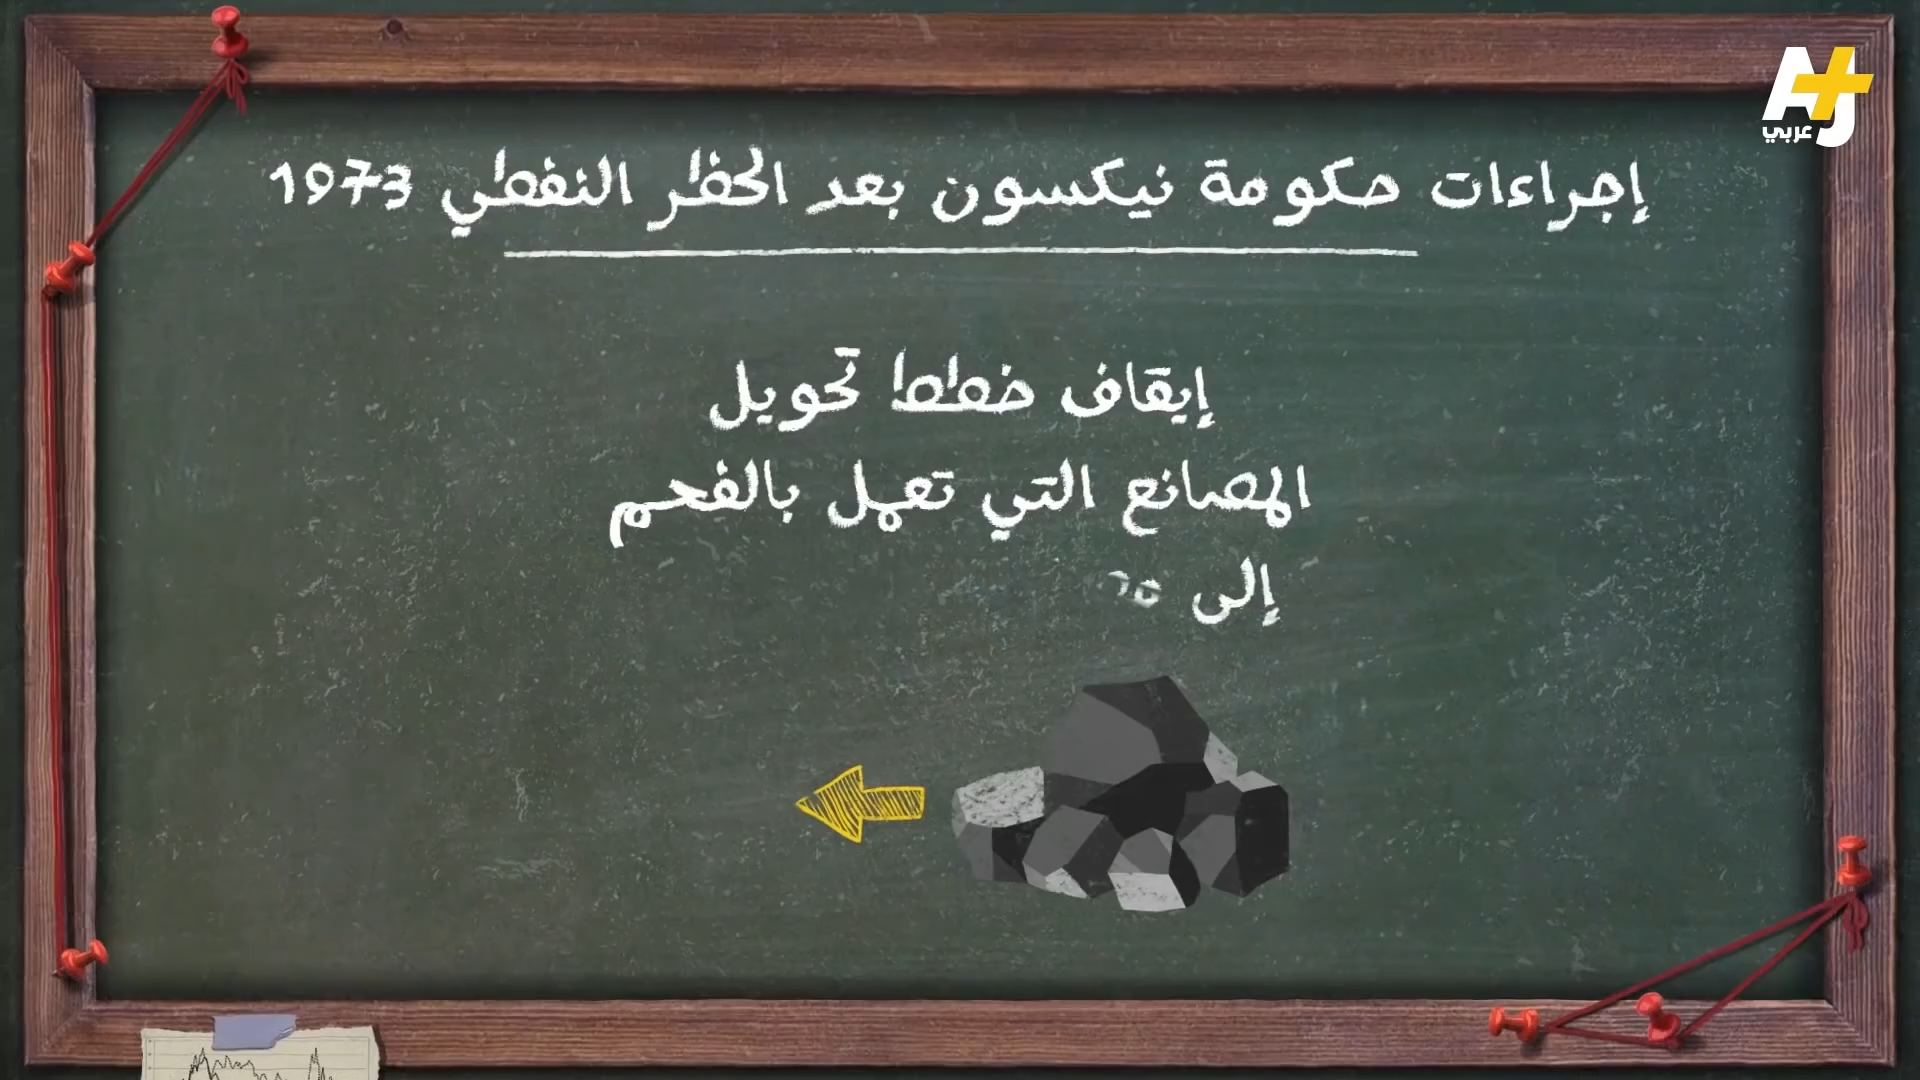 عربي
إجراءات حكومة نيكسون بعد الحظر النفطي 1973
إيقاف خطط تحويل
المصانع التي تعمل بالفحم
إلى